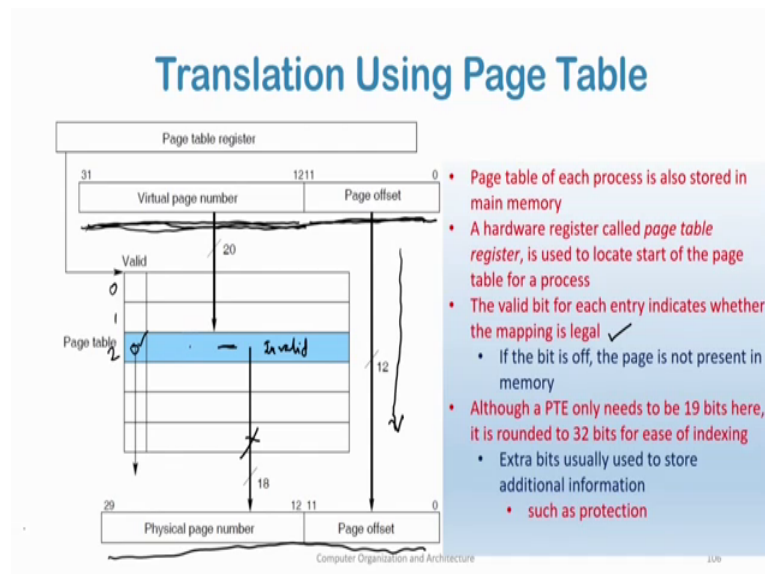 Translation Using Page Table
Page table register
31 1211 0
Virtual page number Page offset
20
Valid
0
1
Page table
2 0 Invalid
12
18
29 12 11 0
Physical page number Page offset
• Page table of each process is also stored in
main memory
• A hardware register called page table
register, is used to locate start of the page
table for a process
• The valid bit for each entry indicates whether
the mapping is legal
• If the bit is off, the page is not present in
memory
• Although a PTE only needs to be 19 bits here,
it is rounded to 32 bits for ease of indexing
• Extra bits usually used to store
additional information
• such as protection
Computer Organization and Architecture 106